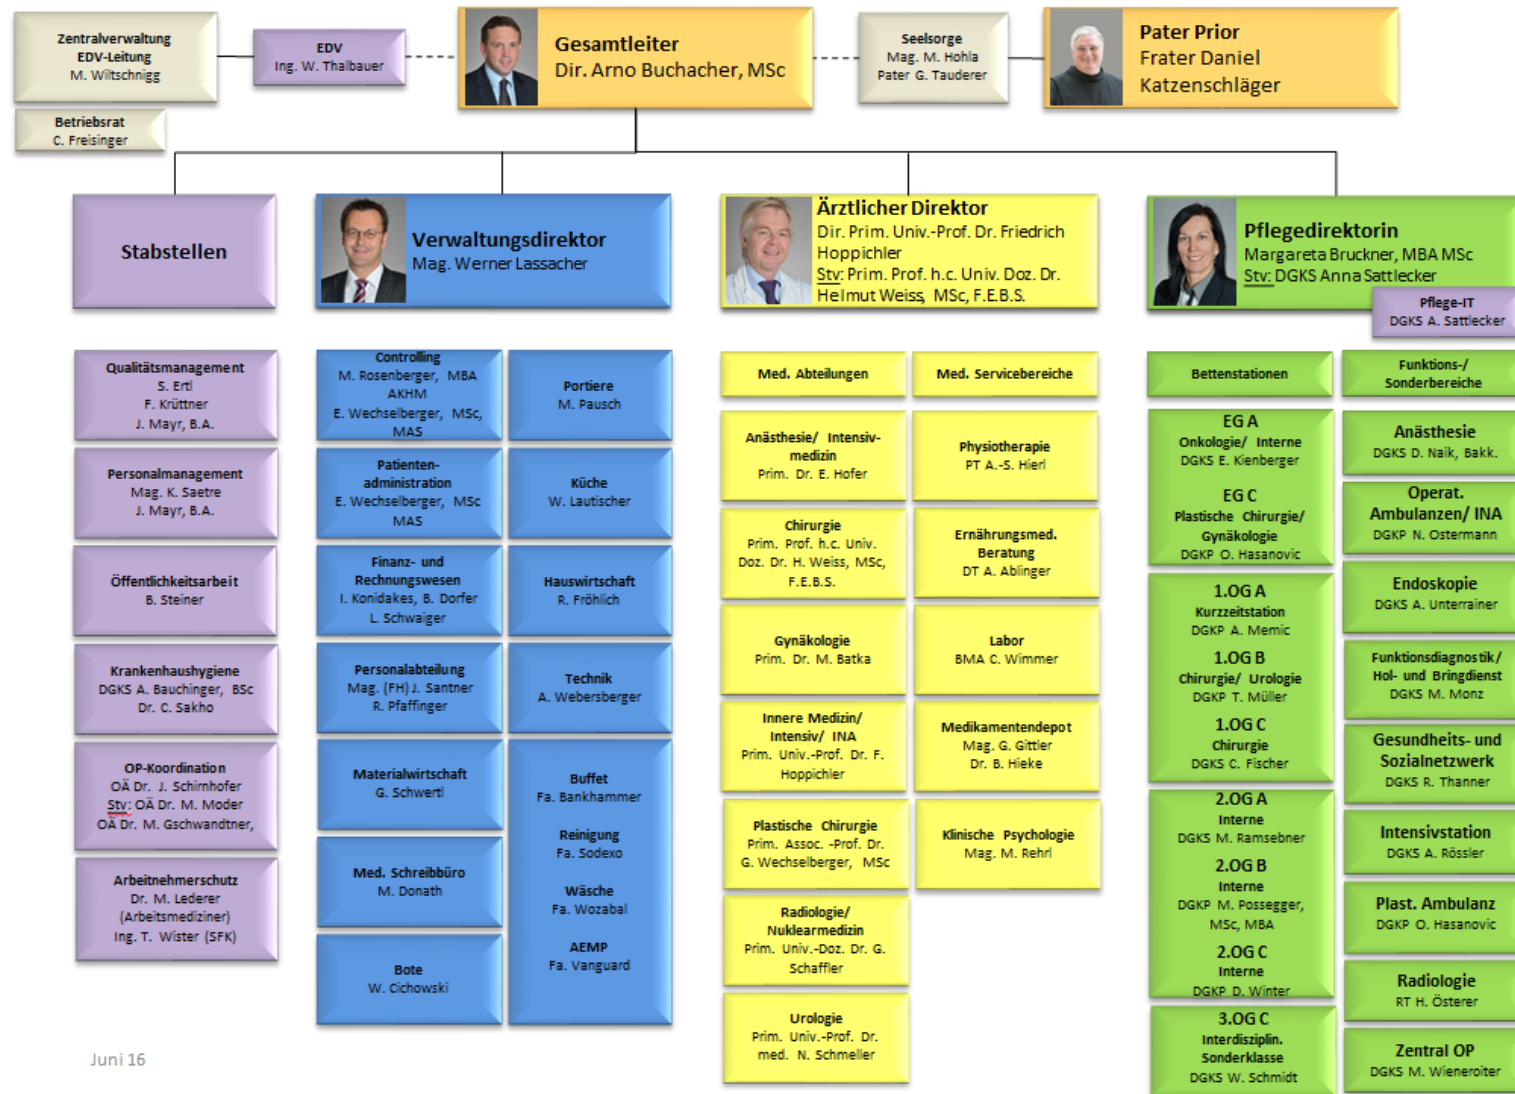 Zentralverwaltung
EDV-Leitung
M. Wiltschnigg
EDV
Ing. W. Thalbauer
Gesamtleiter
Dir. Arno Buchacher, MSc
Seelsorge
Mag. M. Hohla
Pater G. Tauderer
Pater Prior
Frater Daniel
Katzenschläger
Betriebsrat
C. Freisinger
Stabstellen
Verwaltungsdirektor
Mag. Werner Lassacher
Ärztlicher Direktor
Dir. Prim. Univ.-Prof. Dr. Friedrich
Hoppichler
Stv: Prim. Prof. h.c. Univ. Doz. Dr.
Helmut Weiss, MSc, F.E.B.S.
Pflegedirektorin
Margareta Bruckner, MBA MSc
Stv: DGKS Anna Sattlecker
Pflege-IT
DGKS A. Sattlecker
Qualitätsmanagement
S. Ertl
F. Krüttner
J. Mayr, B.A.
Personalmanagement
Mag. K. Saetre
J. Mayr, B.A.
Öffentlichkeitsarbeit
B. Steiner
Krankenhaushygiene
DGKS A. Bauchinger, BSc
Dr. C. Sakho
OP-Koordination
OÄ Dr. J. Schirnhofer
Stv: OÄ Dr. M. Moder
OÄ Dr. M. Gschwandtner,
Arbeitnehmerschutz
Dr. M. Lederer
(Arbeitsmediziner)
Ing. T. Wister (SFK)
Controlling
M. Rosenberger, MBA
AKHM
E. Wechselberger, MSc,
MAS
Patienten-
administration
E. Wechselberger, MSc
MAS
Finanz- und
Rechnungswesen
I. Konidakes, B. Dorfer
L. Schwaiger
Personalabteilung
Mag. (FH) J. Santner
R. Pfaffinger
Materialwirtschaft
G. Schwertl
Med. Schreibbüro
M. Donath
Bote
W. Cichowski
Portiere
M. Pausch
Küche
W. Lautischer
Hauswirtschaft
R. Fröhlich
Technik
A. Webersberger
Buffet
Fa. Bankhammer
Reinigung
Fa. Sodexo
Wäsche
Fa. Wozabal
AEMP
Fa. Vanguard
Med. Abteilungen
Anästhesie/ Intensiv-
medizin
Prim. Dr. E. Hofer
Chirurgie
Prim. Prof. h.c. Univ.
Doz. Dr. H. Weiss, MSc,
F.E.B.S.
Gynäkologie
Prim. Dr. M. Batka
Innere Medizin/
Intensiv/ INA
Prim. Univ.-Prof. Dr. F.
Hoppichler
Plastische Chirurgie
Prim. Assoc. -Prof. Dr.
G. Wechselberger, MSc
Radiologie/
Nuklearmedizin
Prim. Univ.-Doz. Dr. G.
Schaffler
Urologie
Prim. Univ.-Prof. Dr.
med. N. Schmeller
Med. Servicebereiche
Physiotherapie
PT A.-S. Hierl
Ernährungsmed.
Beratung
DT A. Ablinger
Labor
BMA C. Wimmer
Medikamentendepot
Mag. G. Gittler
Dr. B. Hieke
Klinische Psychologie
Mag. M. Rehrl
Bettenstationen
EG A
Onkologie/ Interne
DGKS E. Kienberger
EG C
Plastische Chirurgie/
Gynäkologie
DGKP O. Hasanovic
1.OG A
Kurzzeitstation
DGKP A. Memic
1.OG B
Chirurgie/ Urologie
DGKP T. Müller
1.OG C
Chirurgie
DGKS C. Fischer
2.OG A
Interne
DGKS M. Ramsebner
2.OG B
Interne
DGKP M. Possegger,
MSc, MBA
2.OG C
Interne
DGKP D. Winter
3.OG C
Interdisziplin.
Sonderklasse
DGKS W. Schmidt
Funktions-/
Sonderbereiche
Anästhesie
DGKS D. Naik, Bakk.
Operat.
Ambulanzen/ INA
DGKP N. Ostermann
Endoskopie
DGKS A. Unterrainer
Funktionsdiagnostik/
Hol- und Bringdienst
DGKS M. Monz
Gesundheits- und
Sozialnetzwerk
DGKS R. Thanner
Intensivstation
DGKS A. Rössler
Plast. Ambulanz
DGKP O. Hasanovic
Radiologie
RT H. Österer
Zentral OP
DGKS M. Wieneroiter
Juni 16